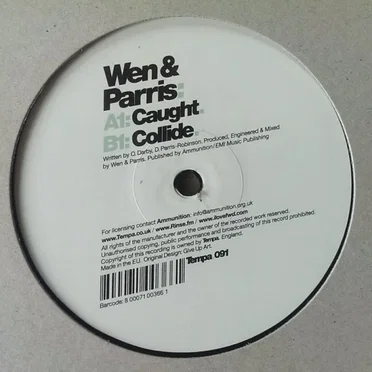 Wen &
Parris:
A1: Caught.
B1: Collide.
Written by O. Darby, D. Parris-Robinson. Produced, Engineered & Mixed
by Wen & Parris. Published by Ammunition/EMI Music Publishing
For licensing contact Ammunition: info@ammunition.org.uk
www.Tempa.co.uk / www.Rinse.fm / www.ilovefwd.com
All rights of the manufacturer and the owner of the recorded work reserved.
Unauthorised copying, public performance and broadcasting of this record prohibited.
Copyright of this recording is owned by Tempa. England.
Made in the EU. Original Design: Give Up Art.
Tempa 091
Barcode: 8 00071 00366 1